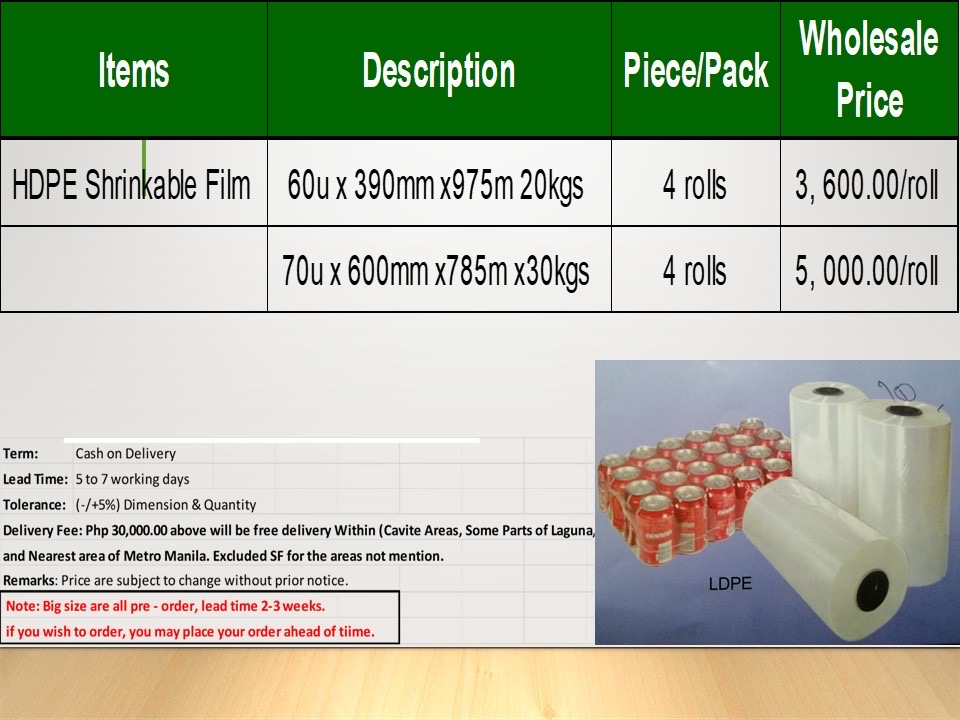 Items Description Piece/Pack Wholesale Price
HDPE Shrinkable Film 60u x 390mm x975m 20kgs 4 rolls 3, 600.00/roll
70u x 600mm x785m x30kgs 4 rolls 5, 000.00/roll
Term: Cash on Delivery
Lead Time: 5 to 7 working days
Tolerance: (-/+5%) Dimension & Quantity
Delivery Fee: Php 30,000.00 above will be free delivery Within (Cavite Areas, Some Parts of Laguna,
and Nearest area of Metro Manila. Excluded SF for the areas not mention.
Remarks: Price are subject to change without prior notice.
Note: Big size are all pre - order, lead time 2-3 weeks.
if you wish to order, you may place your order ahead of tiime.
LDPE